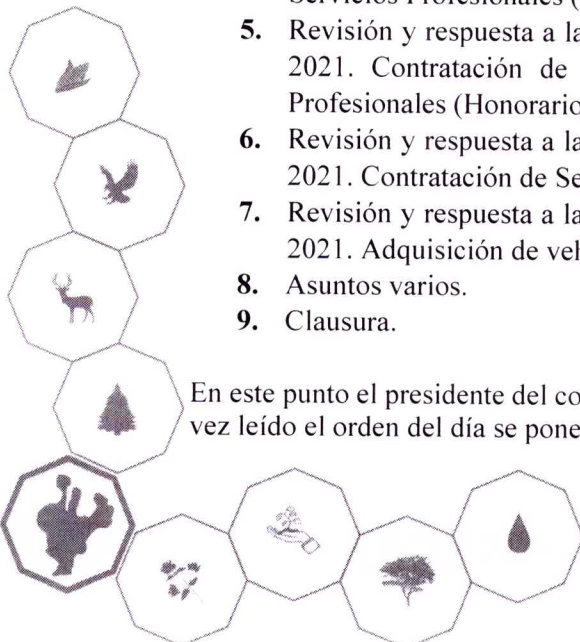 Servicios Profesionales (
5. Revisión y respuesta a la
2021. Contratación de
Profesionales (Honorario
6. Revisión y respuesta a la
2021. Contratación de Se
7. Revisión y respuesta a la
2021. Adquisición de veh
8. Asuntos varios.
9. Clausura.
En este punto el presidente del co
vez leído el orden del día se pone